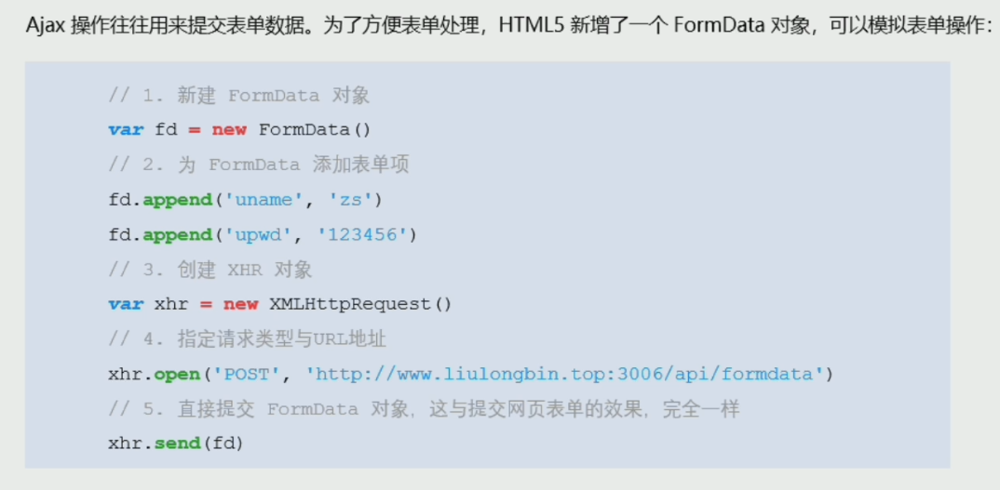 Ajax 操作往往用来提交表单数据。为了方便表单处理，HTML5 新增了一个 FormData 对象，可以模拟表单操作：
// 1. 新建 FormData 对象
var fd = new FormData()
// 2. 为 FormData 添加表单项
fd.append('uname', 'zs')
fd.append('upwd', '123456')
// 3. 创建 XHR 对象
var xhr = new XMLHttpRequest()
// 4. 指定请求类型与URL地址
xhr.open('POST', 'http://www.liulongbin.top:3006/api/formdata')
// 5. 直接提交 FormData 对象，这与提交网页表单的效果，完全一样
xhr.send(fd)